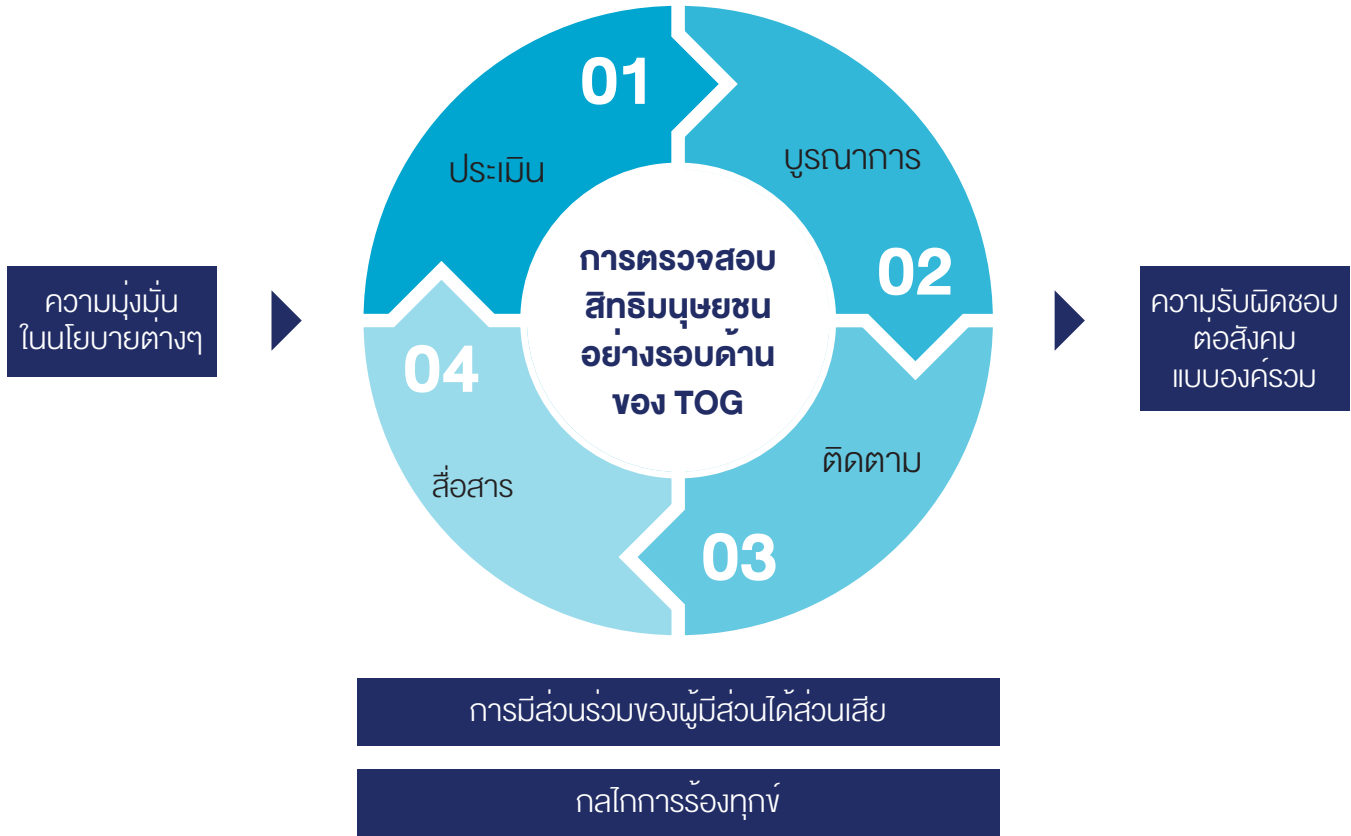 ความมุ่งมั่น
ในนโยบายต่างๆ
01
ประเมิน
บูรณาการ
02
ติดตาม
03
04
สื่อสาร
การตรวจสอบ
สิทธิมนุษยชน
อย่างรอบด้าน
ของ TOG
ความรับผิดชอบ
ต่อสังคม
แบบองค์รวม
การมีส่วนร่วมของผู้มีส่วนได้ส่วนเสีย
กลไกการร้องทุกข์